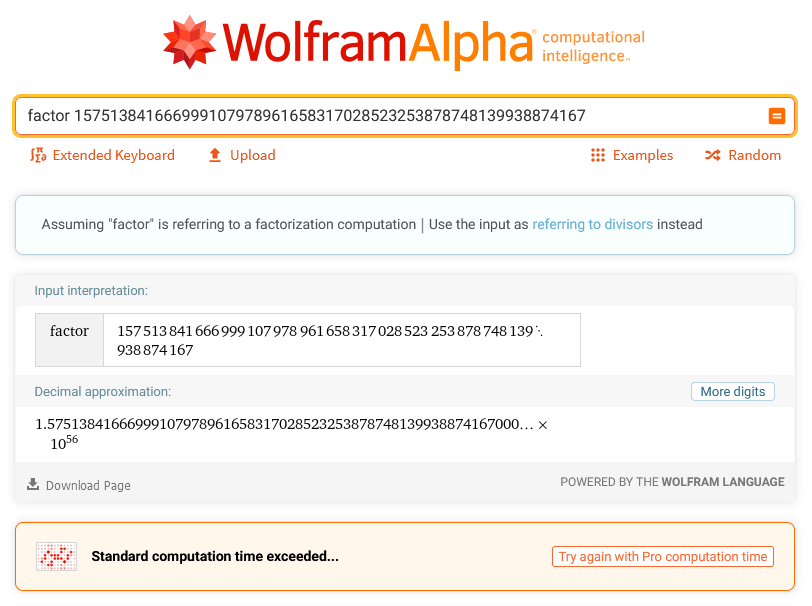 WolframAlpha computational intelligence™
factor 157513841666999107978961658317028523253878748139938874167
Extended Keyboard Upload Examples Random
Assuming "factor" is referring to a factorization computation | Use the input as referring to divisors instead
Input interpretation:
factor 157 513 841 666 999 107 978 961 658 317 028 523 253 878 748 139 ⋱
938 874 167
Decimal approximation: More digits
1.57513841666999107978961658317028523253878748139938874167000… ×
10^56
Download Page POWERED BY THE WOLFRAM LANGUAGE
Standard computation time exceeded... Try again with Pro computation time